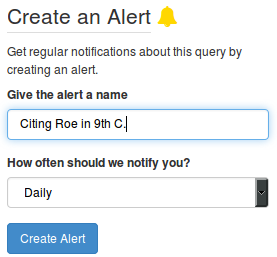 Create an Alert
Get regular notifications about this query by
creating an alert.
Give the alert a name
Citing Roe in 9th C.
How often should we notify you?
Daily
Create Alert